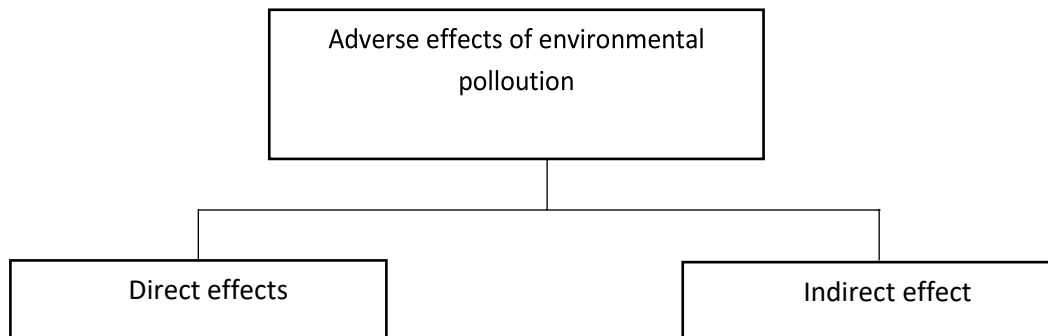 Adverse effects of environmental
polloution
Direct effects
Indirect effect